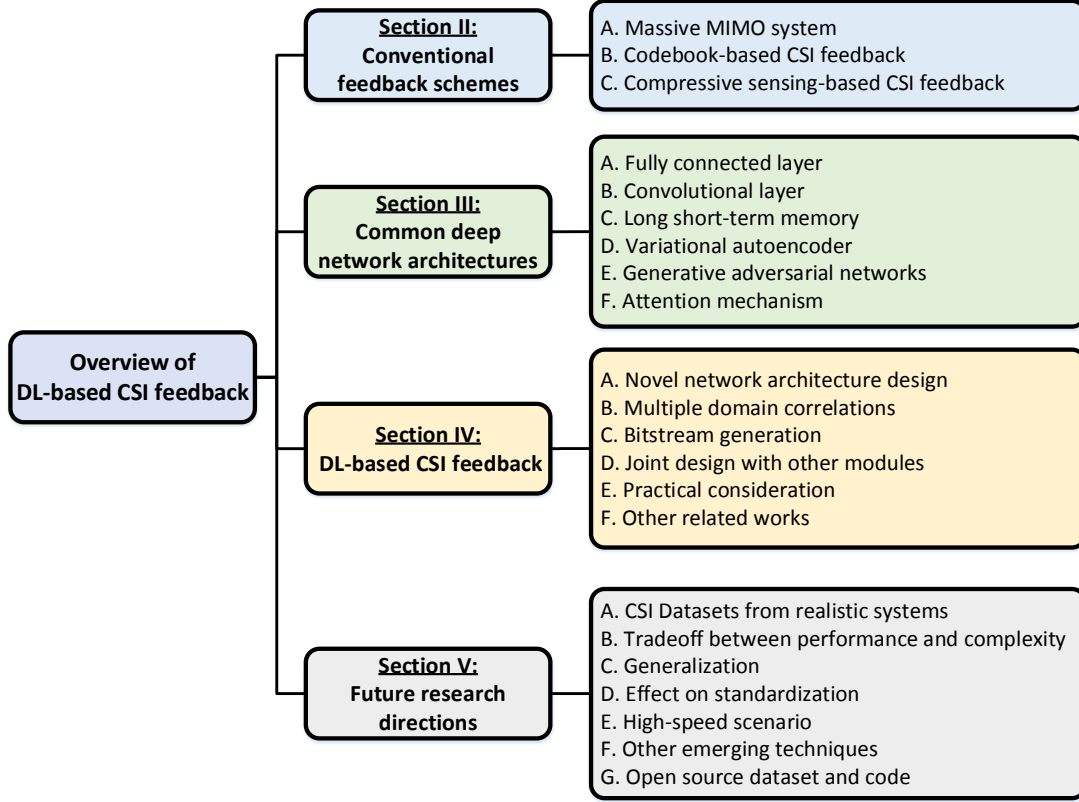 Overview of
DL-based CSI feedback
Section II:
Conventional
feedback schemes
A. Massive MIMO system
B. Codebook-based CSI feedback
C. Compressive sensing-based CSI feedback
Section III:
Common deep
network architectures
A. Fully connected layer
B. Convolutional layer
C. Long short-term memory
D. Variational autoencoder
E. Generative adversarial networks
F. Attention mechanism
Section IV:
DL-based CSI feedback
A. Novel network architecture design
B. Multiple domain correlations
C. Bitstream generation
D. Joint design with other modules
E. Practical consideration
F. Other related works
Section V:
Future research
directions
A. CSI Datasets from realistic systems
B. Tradeoff between performance and complexity
C. Generalization
D. Effect on standardization
E. High-speed scenario
F. Other emerging techniques
G. Open source dataset and code